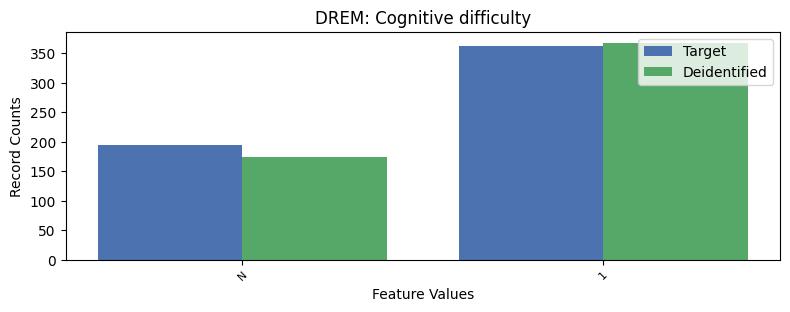 DREM: Cognitive difficulty
Target
Deidentified
Record Counts
350
300
250
200
150
100
50
0
N
1
Feature Values